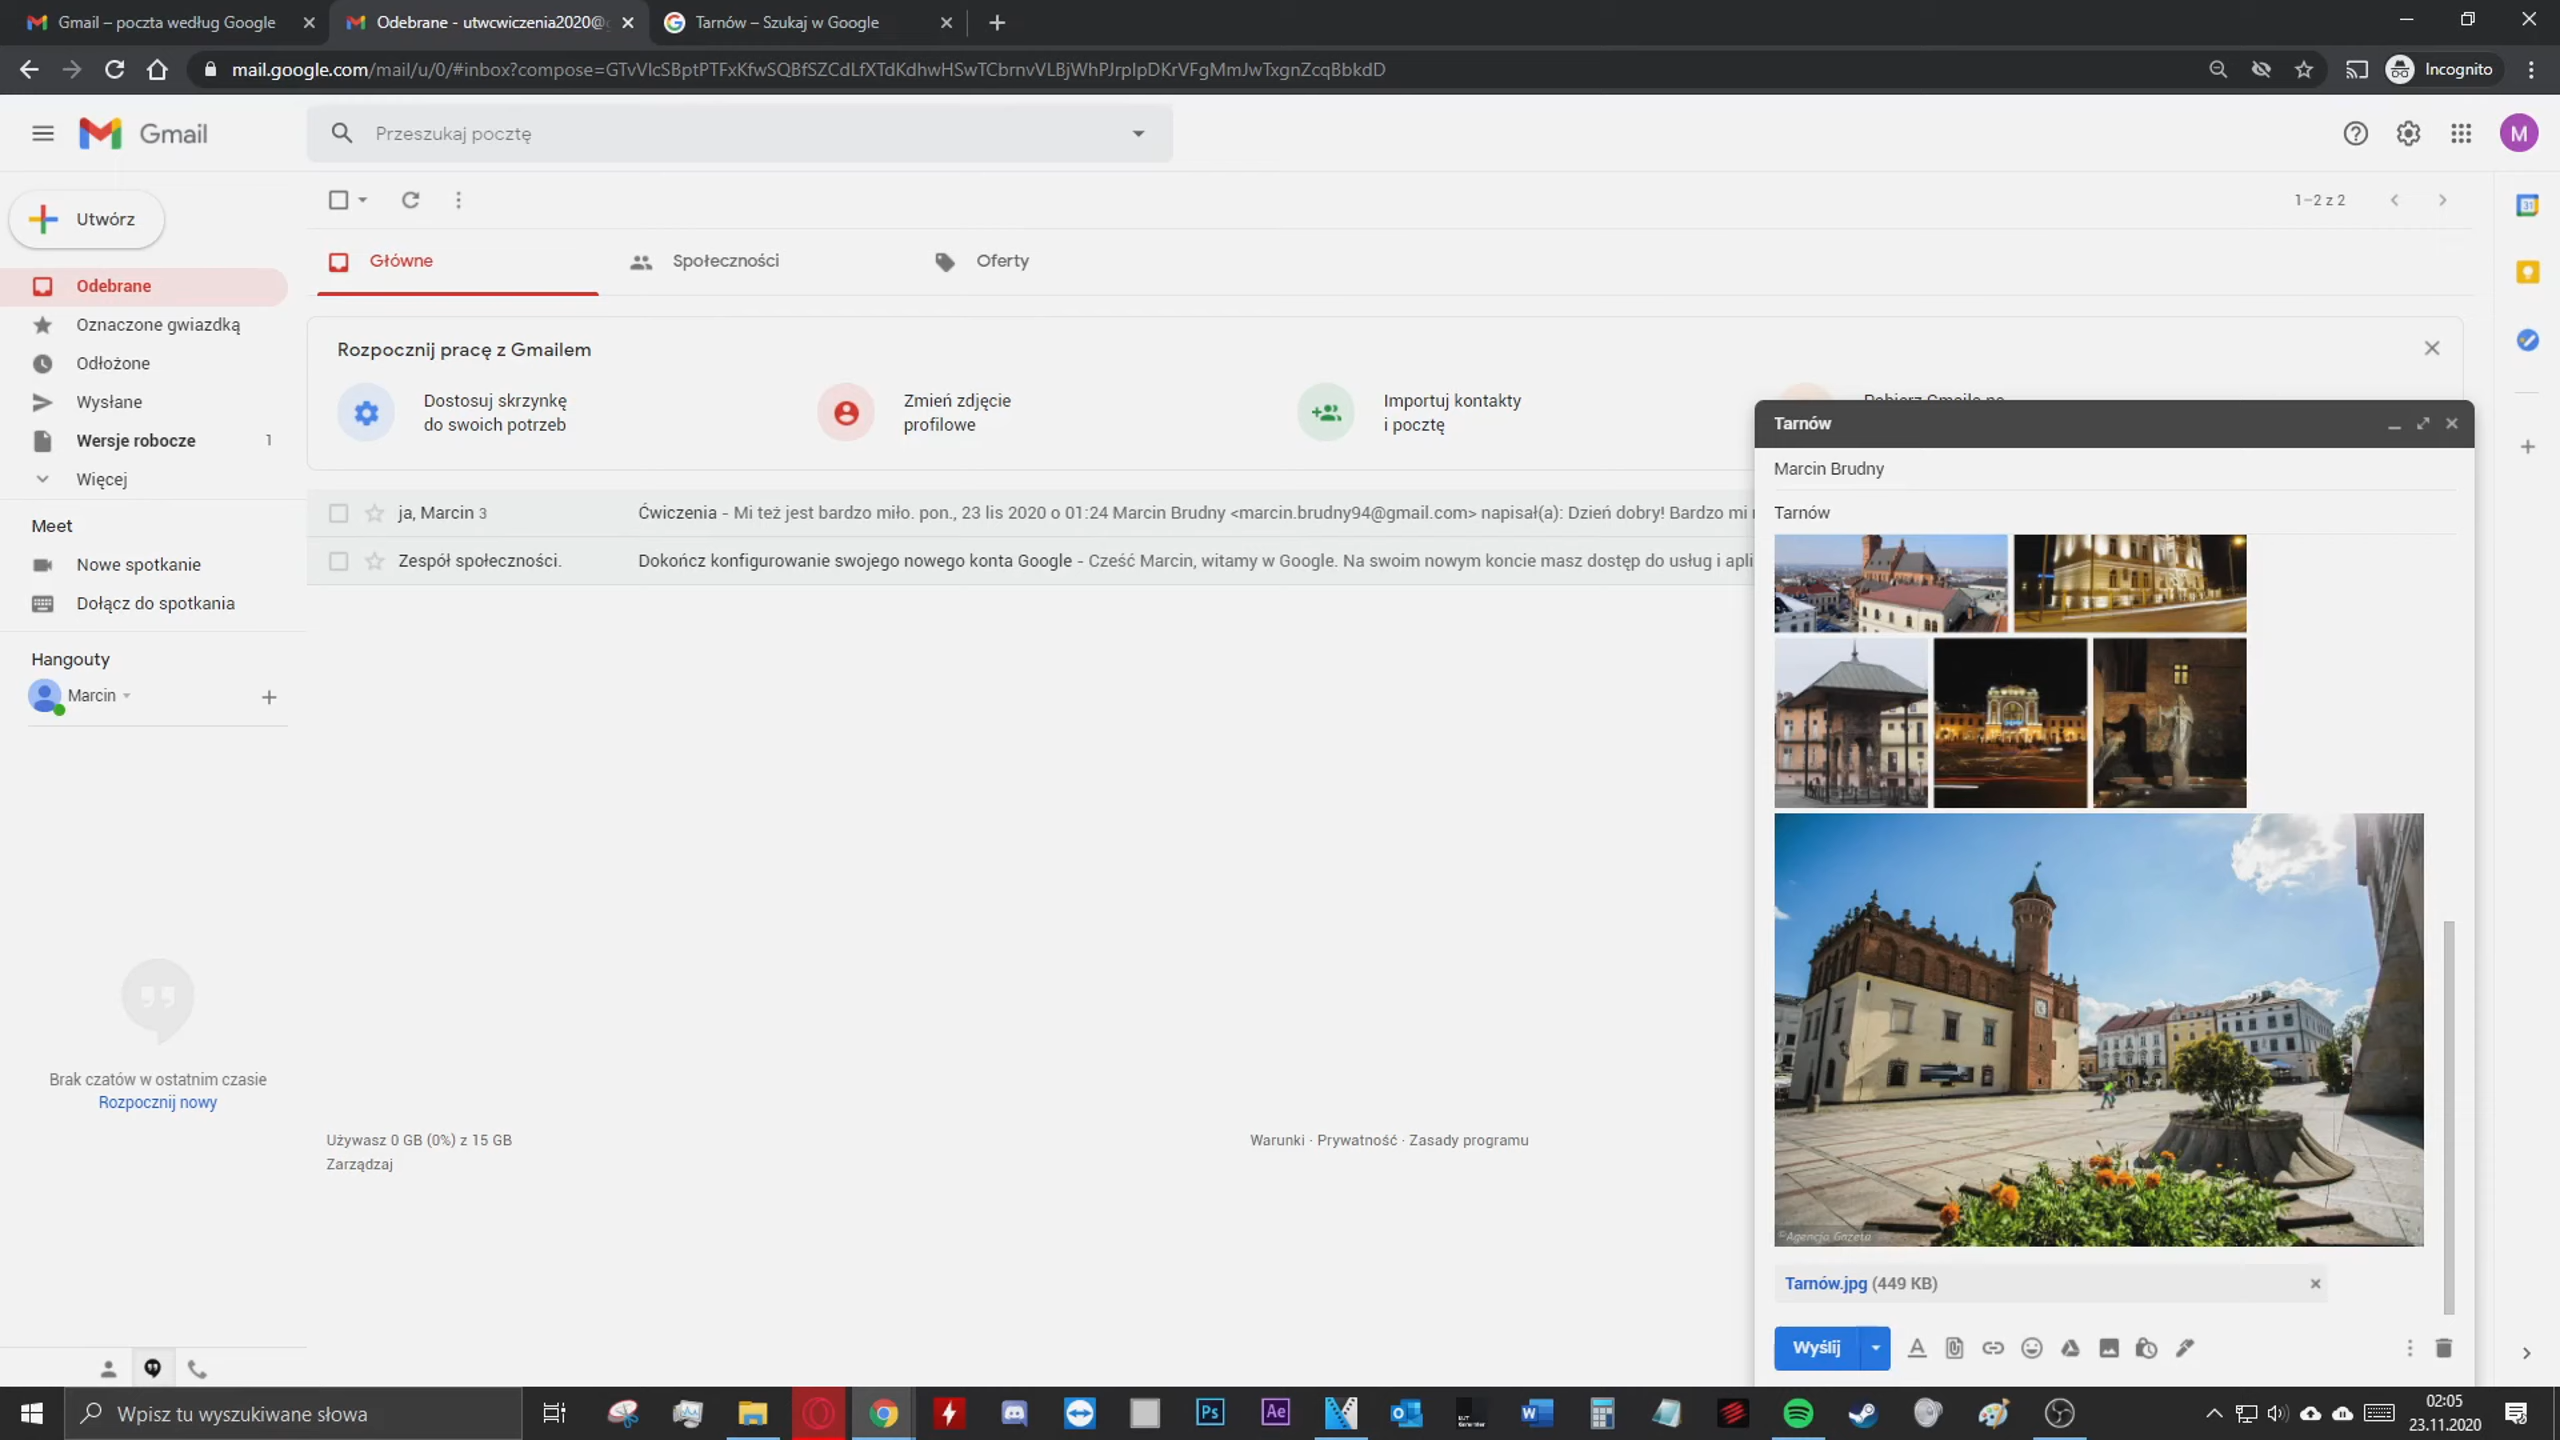 Gmail – poczta według Google
Odebrane - utwcwiczenia2020@
Tarnów – Szukaj w Google
mail.google.com/mail/u/0/#inbox?compose=GTvVlcSBptPTFxKfwSQBfSZCdLfXTdKdhwHSwTCbrnvVLBjWhPJrpIpDKrVFgMmJwTxgnZcqBbkdD
Incognito
Gmail
Przeszukaj pocztę
M
Utwórz
1–2 z 2
Odebrane
Oznaczone gwiazdką
Odłożone
Wysłane
Wersje robocze 1
Więcej
Meet
Nowe spotkanie
Dołącz do spotkania
Hangouty
Marcin
Brak czatów w ostatnim czasie
Rozpocznij nowy
Główne
Społeczności
Oferty
Rozpocznij pracę z Gmailem
Dostosuj skrzynkę
do swoich potrzeb
Zmień zdjęcie
profilowe
Importuj kontakty
i pocztę
ja, Marcin 3
Ćwiczenia - Mi też jest bardzo miło. pon., 23 lis 2020 o 01:24 Marcin Brudny <marcin.brudny94@gmail.com> napisał(a): Dzień dobry! Bardzo mi
Zespół społeczności.
Dokończ konfigurowanie swojego nowego konta Google - Cześć Marcin, witamy w Google. Na swoim nowym koncie masz dostęp do usług i apli
Używasz 0 GB (0%) z 15 GB
Zarządzaj
Warunki · Prywatność · Zasady programu
Tarnów
Marcin Brudny
Tarnów
©Agencja Gazeta
Tarnów.jpg (449 KB)
Wyślij
31
Wpisz tu wyszukiwane słowa
Ps
Ae
02:05
23.11.2020